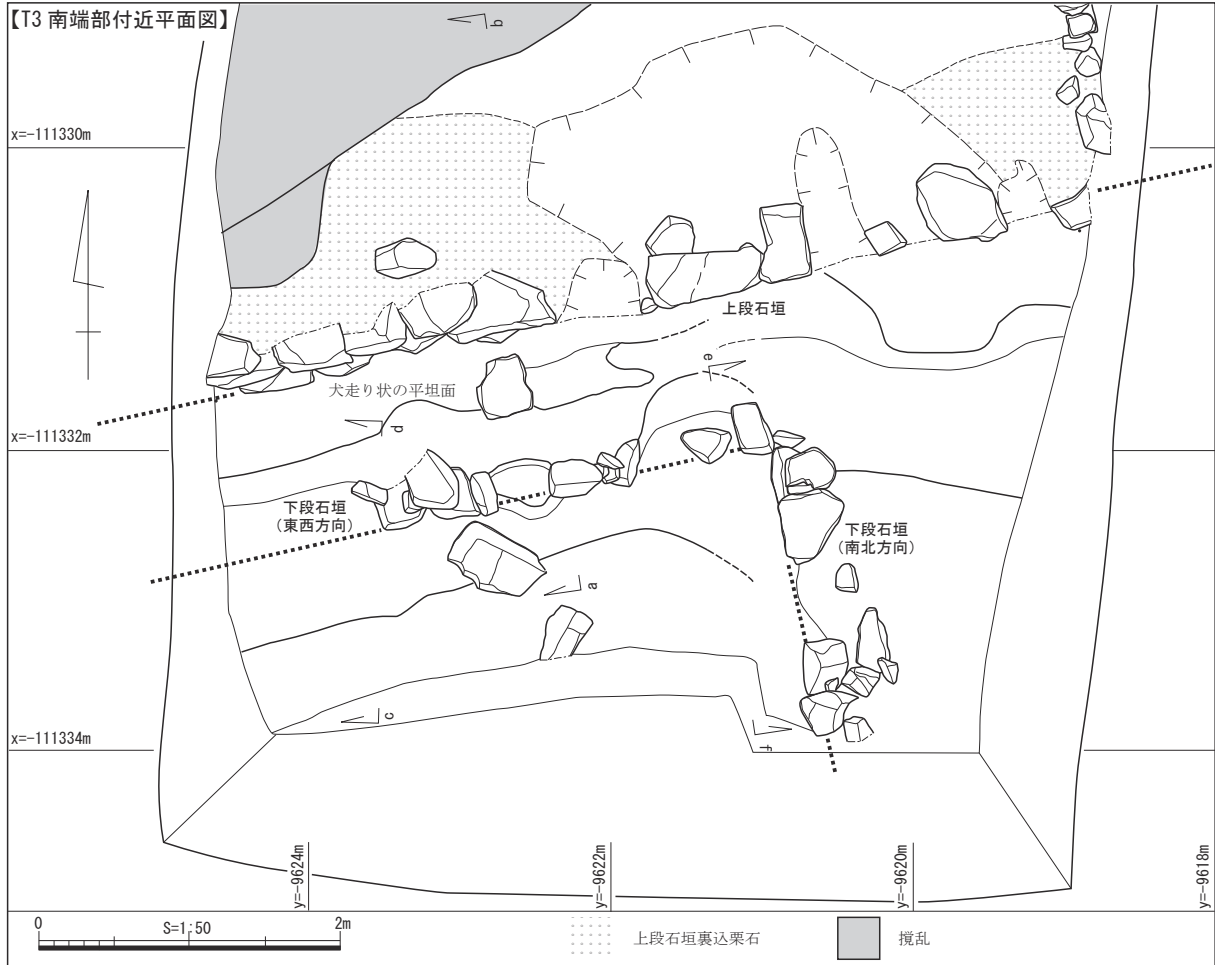 【T3 南端部付近平面図】
b
x=-111330m
上段石垣
e
犬走り状の平坦面
d
x=-111332m
下段石垣
（東西方向）
下段石垣
（南北方向）
a
c
f
x=-111334m
y=-9624m
y=-9622m
y=-9620m
y=-9618m
0
S=1:50
2m
上段石垣裏込栗石
撹乱